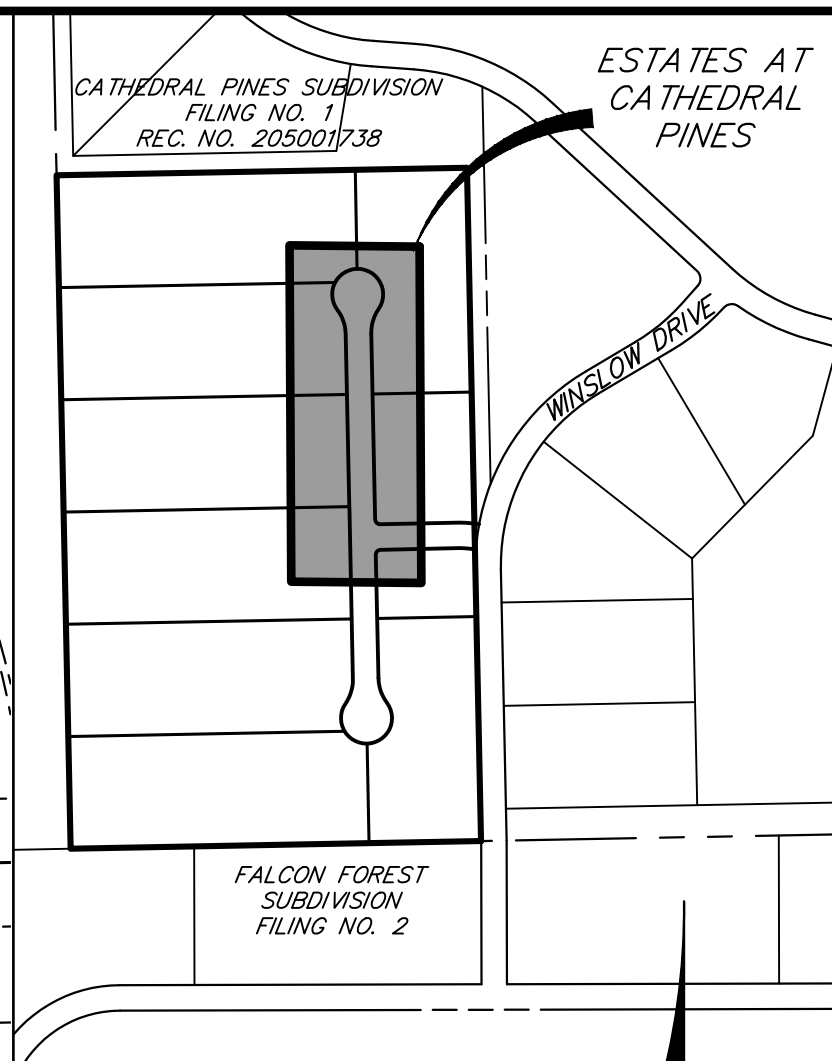 CATHEDRAL PINES SUBDIVISION
FILING NO. 1
REC. NO. 205001738
ESTATES AT
CATHEDRAL
PINES
WINSLOW DRIVE
FALCON FOREST
SUBDIVISION
FILING NO. 2